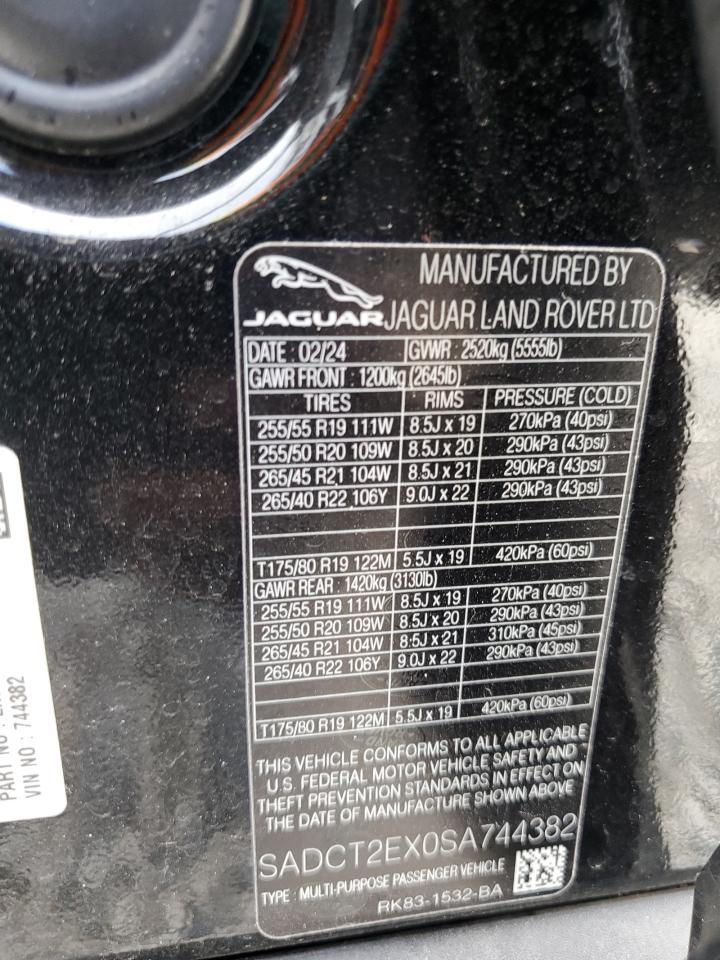 MANUFACTURED BY
JAGUAR JAGUAR LAND ROVER LTD
DATE : 02/24 GVWR : 2520kg (5555lb)
GAWR FRONT : 1200kg (2645lb)
TIRES RIMS PRESSURE (COLD)
255/55 R19 111W 8.5J x 19 270kPa (40psi)
255/50 R20 109W 8.5J x 20 290kPa (43psi)
265/45 R21 104W 8.5J x 21 290kPa (43psi)
265/40 R22 106Y 9.0J x 22 290kPa (43psi)
T175/80 R19 122M 5.5J x 19 420kPa (60psi)
GAWR REAR : 1420kg (3130lb)
255/55 R19 111W 8.5J x 19 270kPa (40psi)
255/50 R20 109W 8.5J x 20 290kPa (43psi)
265/45 R21 104W 8.5J x 21 310kPa (45psi)
265/40 R22 106Y 9.0J x 22 290kPa (43psi)
T175/80 R19 122M 5.5J x 19 420kPa (60psi)
THIS VEHICLE CONFORMS TO ALL APPLICABLE
U.S. FEDERAL MOTOR VEHICLE SAFETY AND
THEFT PREVENTION STANDARDS IN EFFECT ON
THE DATE OF MANUFACTURE SHOWN ABOVE
SADCT2EX0SA744382
TYPE : MULTI-PURPOSE PASSENGER VEHICLE
RK83-1532-BA
PART NO :
VIN NO : 744382